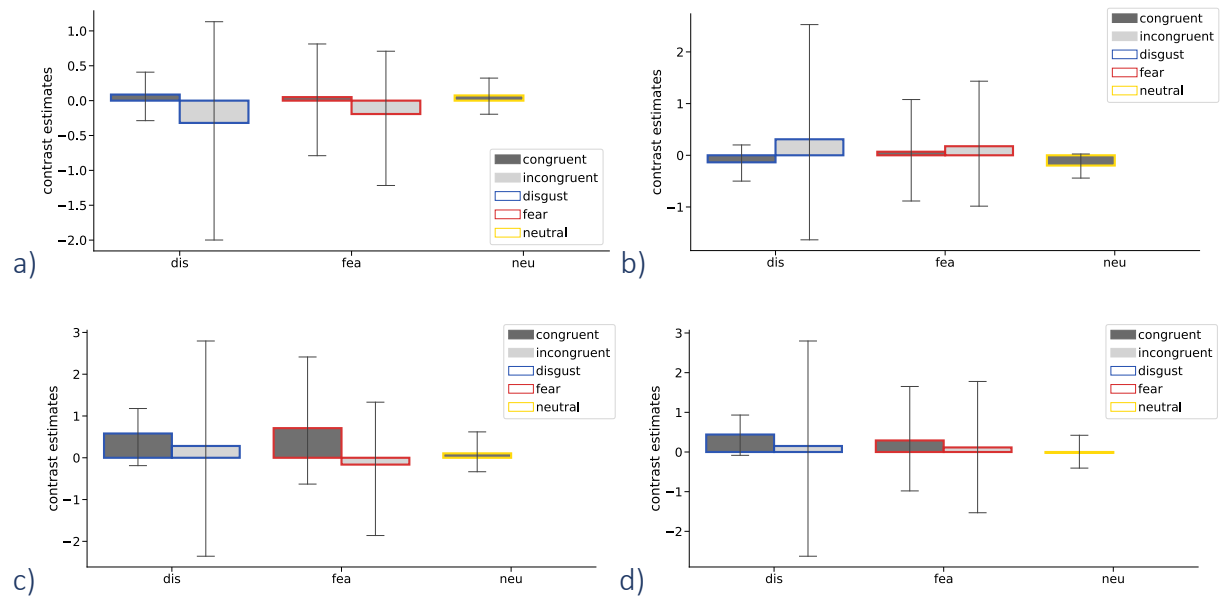 contrast estimates
1.0
0.5
0.0
−0.5
−1.0
−1.5
−2.0
congruent
incongruent
disgust
fear
neutral
dis
fea
neu
a)
contrast estimates
2
1
0
−1
congruent
incongruent
disgust
fear
neutral
dis
fea
neu
b)
contrast estimates
3
2
1
0
−1
−2
congruent
incongruent
disgust
fear
neutral
dis
fea
neu
c)
contrast estimates
3
2
1
0
−1
−2
congruent
incongruent
disgust
fear
neutral
dis
fea
neu
d)